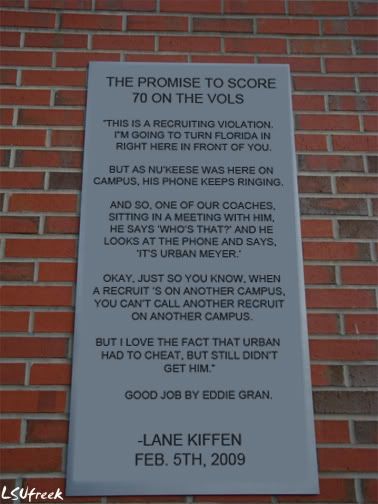 THE PROMISE TO SCORE
70 ON THE VOLS
"THIS IS A RECRUITING VIOLATION.
I"M GOING TO TURN FLORIDA IN
RIGHT HERE IN FRONT OF YOU.
BUT AS NU'KEESE WAS HERE ON
CAMPUS, HIS PHONE KEEPS RINGING.
AND SO, ONE OF OUR COACHES,
SITTING IN A MEETING WITH HIM,
HE SAYS 'WHO'S THAT?' AND HE
LOOKS AT THE PHONE AND SAYS,
'IT'S URBAN MEYER.'
OKAY, JUST SO YOU KNOW, WHEN
A RECRUIT 'S ON ANOTHER CAMPUS,
YOU CAN'T CALL ANOTHER RECRUIT
ON ANOTHER CAMPUS.
BUT I LOVE THE FACT THAT URBAN
HAD TO CHEAT, BUT STILL DIDN'T
GET HIM."
GOOD JOB BY EDDIE GRAN.
-LANE KIFFEN
FEB. 5TH, 2009
LSUfreek